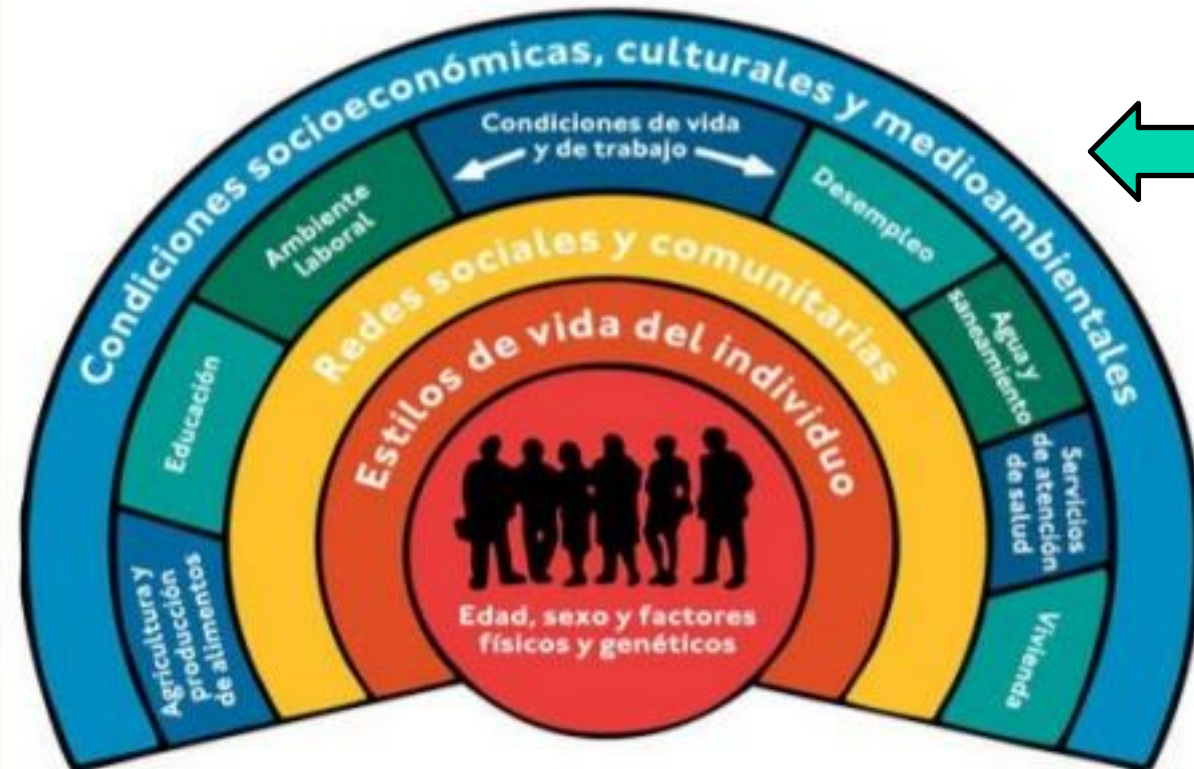 Condiciones socioeconómicas, culturales y medioambientales
Condiciones de vida
y de trabajo
Agricultura y
producción
de alimentos
Educación
Ambiente
laboral
Desempleo
Agua y
saneamiento
Servicios
de atención
de salud
Vivienda
Redes sociales y comunitarias
Estilos de vida del individuo
Edad, sexo y factores
físicos y genéticos